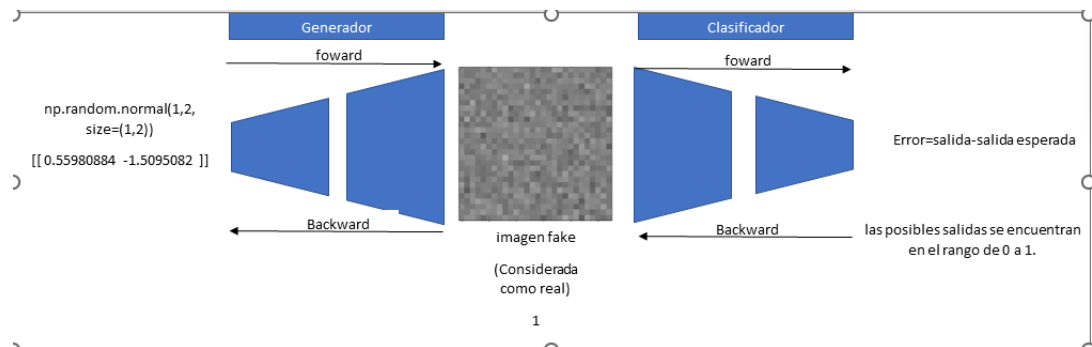 Generador
Clasificador
foward
foward
np.random.normal(1,2,
size=(1,2))
[[ 0.55980884 -1.5095082 ]]
Error=salida-salida esperada
Backward
Backward
imagen fake
(Considerada
como real)
1
las posibles salidas se encuentran
en el rango de 0 a 1.